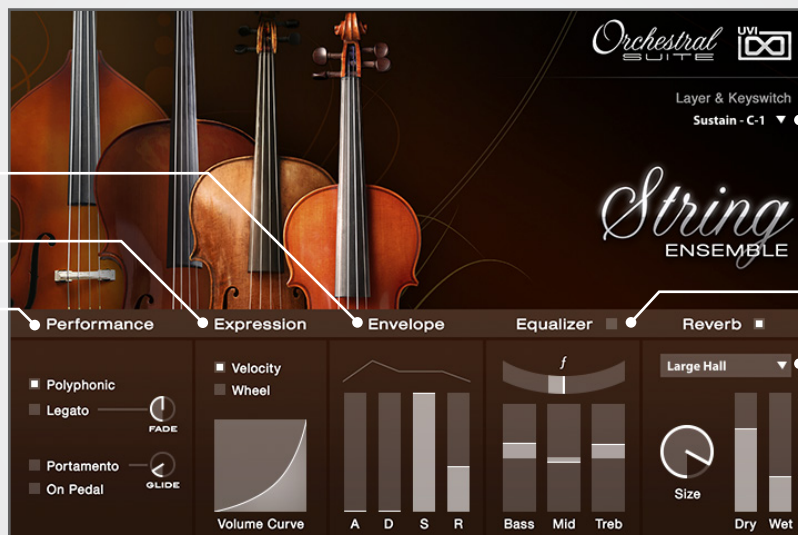 Orchestral
SUITE
UVI
Layer & Keyswitch
Sustain - C-1
String
ENSEMBLE
Performance
Expression
Envelope
Equalizer
Reverb
Polyphonic
Legato
FADE
Portamento
On Pedal
GLIDE
Velocity
Wheel
Volume Curve
A D S R
f
Bass Mid Treb
Large Hall
Size
Dry Wet